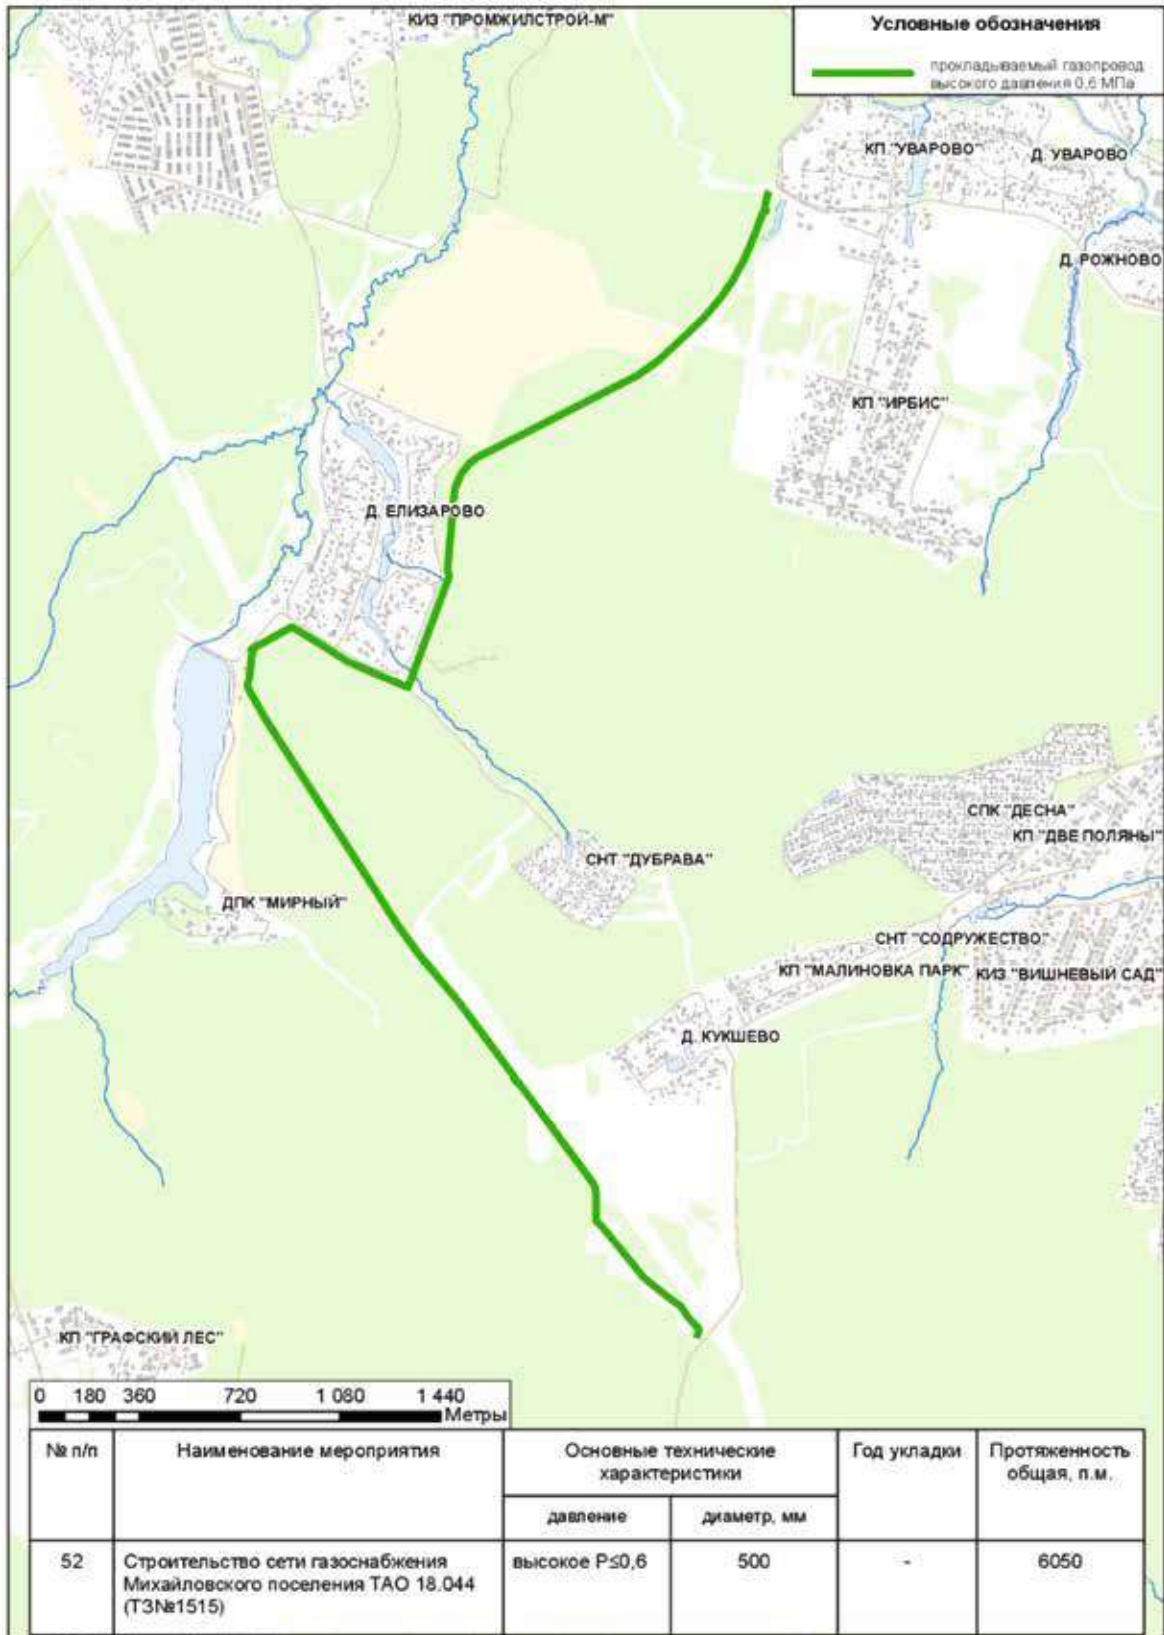 КИЗ "ПРОМЖИЛСТРОЙ-М"
Условные обозначения
прокладываемый газопровод
высокого давления 0,6 МПа
КП "УВАРОВО"
Д. УВАРОВО
Д. РОЖНОВО
КП "ИРБИС"
Д. ЕЛИЗАРОВО
СПК "ДЕСНА"
КП "ДВЕ ПОЛЯНЫ"
СНТ "ДУБРАВА"
ДПК "МИРНЫЙ"
СНТ "СОДРУЖЕСТВО"
КП "МАЛИНОВКА ПАРК"
КИЗ "ВИШНЕВЫЙ САД"
Д. КУКШЕВО
КП "ГРАФСКИЙ ЛЕС"
0 180 360 720 1 080 1 440
Метры
№ п/п
Наименование мероприятия
Основные технические
характеристики
Год укладки
Протяженность
общая, п.м.
давление
диаметр, мм
52
Строительство сети газоснабжения
Михайловского поселения ТАО 18.044
(ТЗ№1515)
высокое P≤0,6
500
-
6050